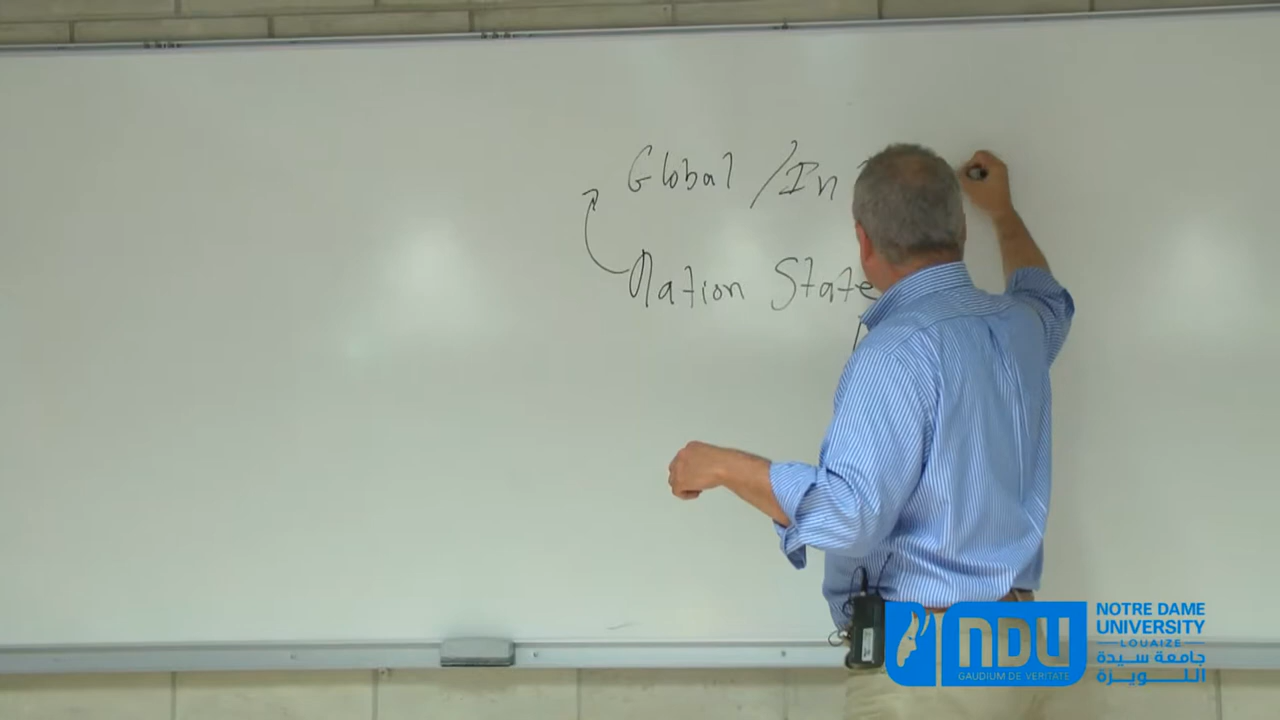 Global /In
Nation State
NDU
GAUDIUM DE VERITATE
NOTRE DAME
UNIVERSITY
LOUAIZE
جامعة سيدة
اللويزة